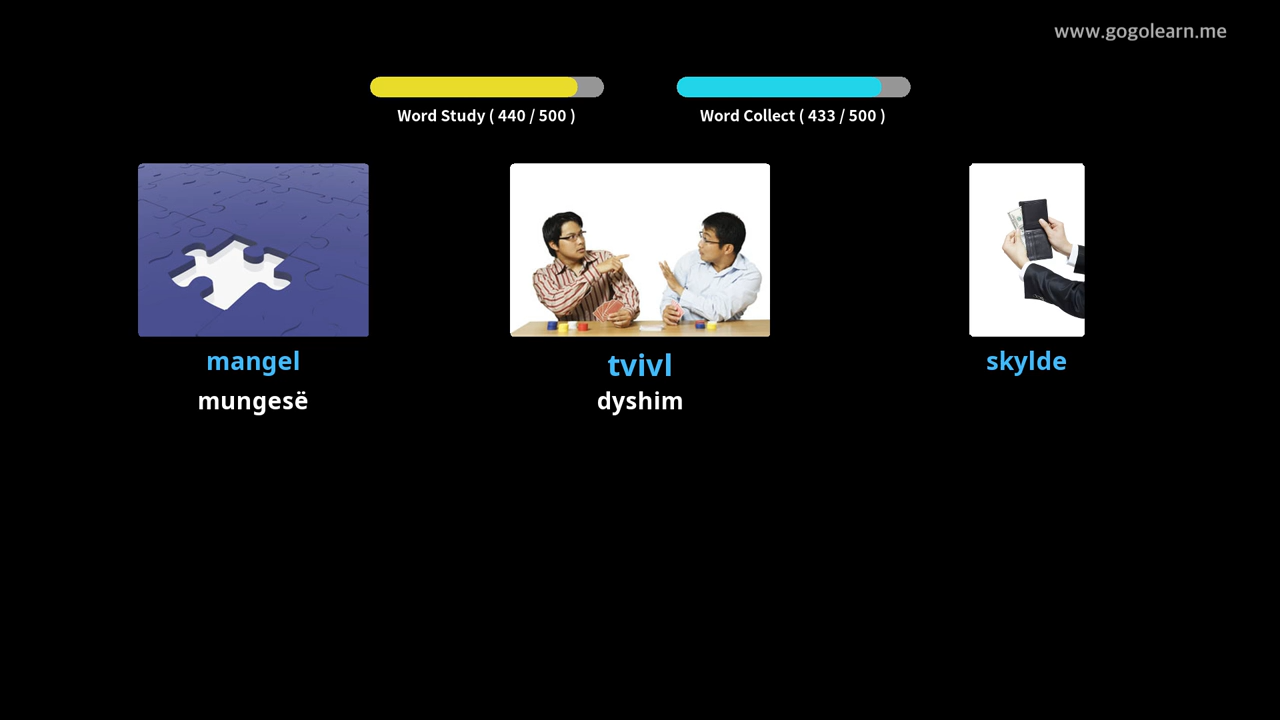 www.gogolearn.me
Word Study ( 440 / 500 )
Word Collect ( 433 / 500 )
mangel
mungesë
tvivl
dyshim
skylde